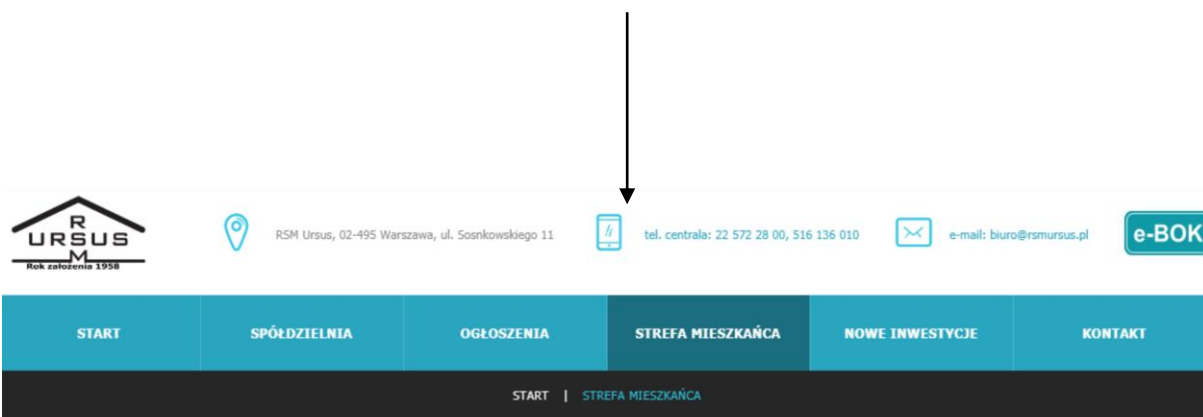 R
URSUS
M
Rok założenia 1958
RSM Ursus, 02-495 Warszawa, ul. Sosnkowskiego 11
tel. centrala: 22 572 28 00, 516 136 010
e-mail: biuro@rsmursus.pl
e-BOK
START
SPÓŁDZIELNIA
OGŁOSZENIA
STREFA MIESZKAŃCA
NOWE INWESTYCJE
KONTAKT
START | STREFA MIESZKAŃCA